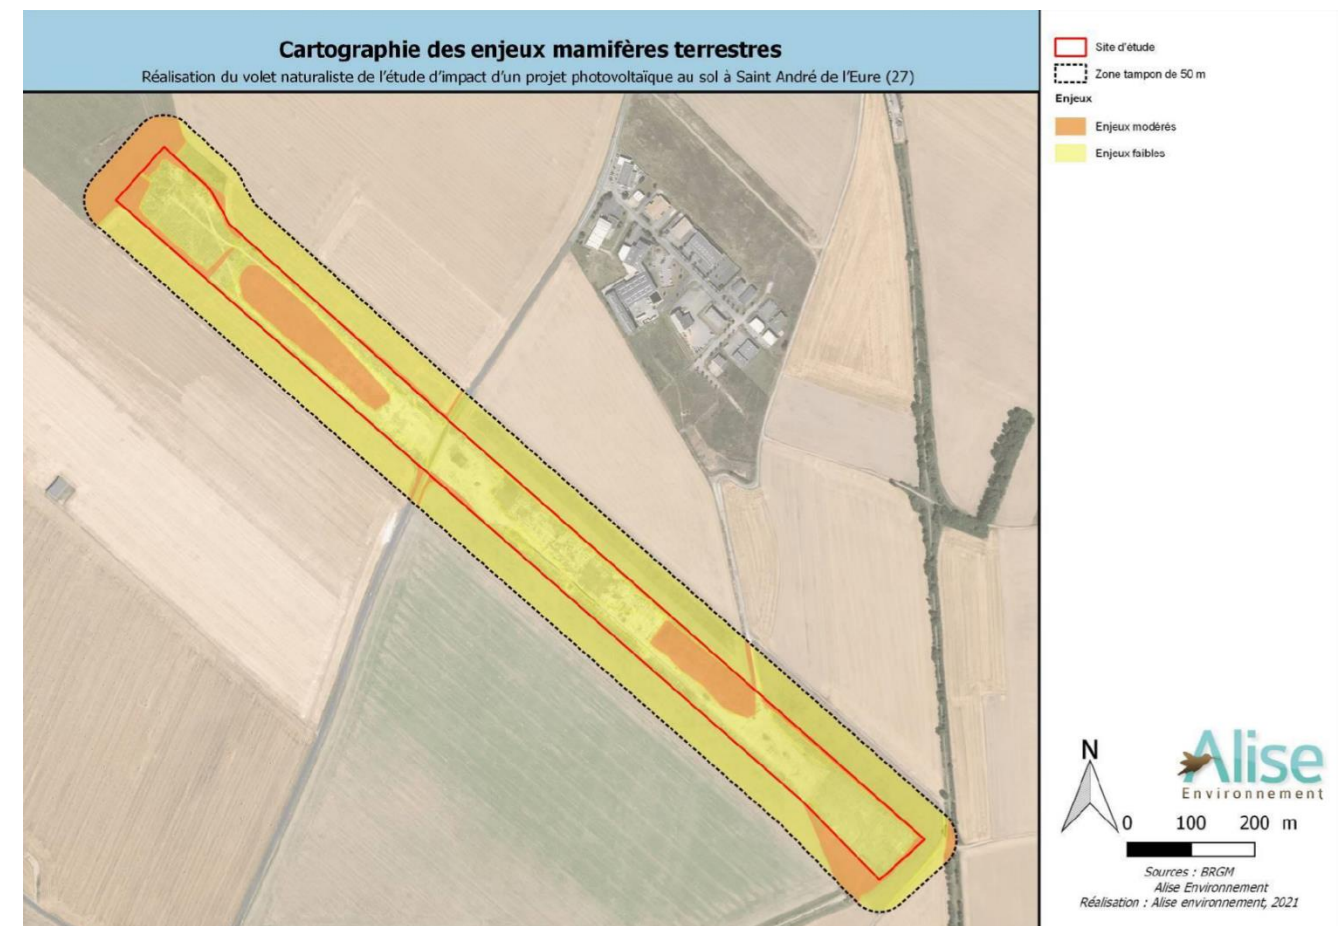 Cartographie des enjeux mamifères terrestres
Réalisation du volet naturaliste de l'étude d'impact d'un projet photovoltaïque au sol à Saint André de l'Eure (27)
Site d'étude
Zone tampon de 50 m
Enjeux
Enjeux modérés
Enjeux faibles
N
Alise
Environnement
0 100 200 m
Sources : BRGM
Alise Environnement
Réalisation : Alise environnement, 2021